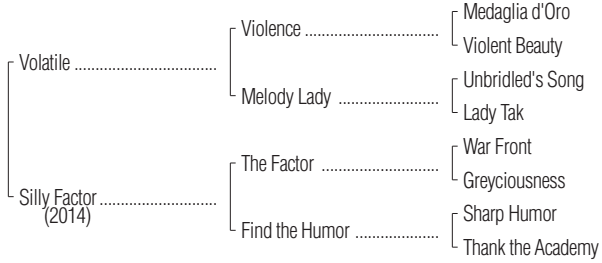 Medaglia d'Oro
Violence ..............................
Violent Beauty
Volatile ................................
Unbridled's Song
Melody Lady .......................
Lady Tak
War Front
The Factor ..........................
Greyciousness
Silly Factor ..........................
(2014)
Sharp Humor
Find the Humor ...................
Thank the Academy